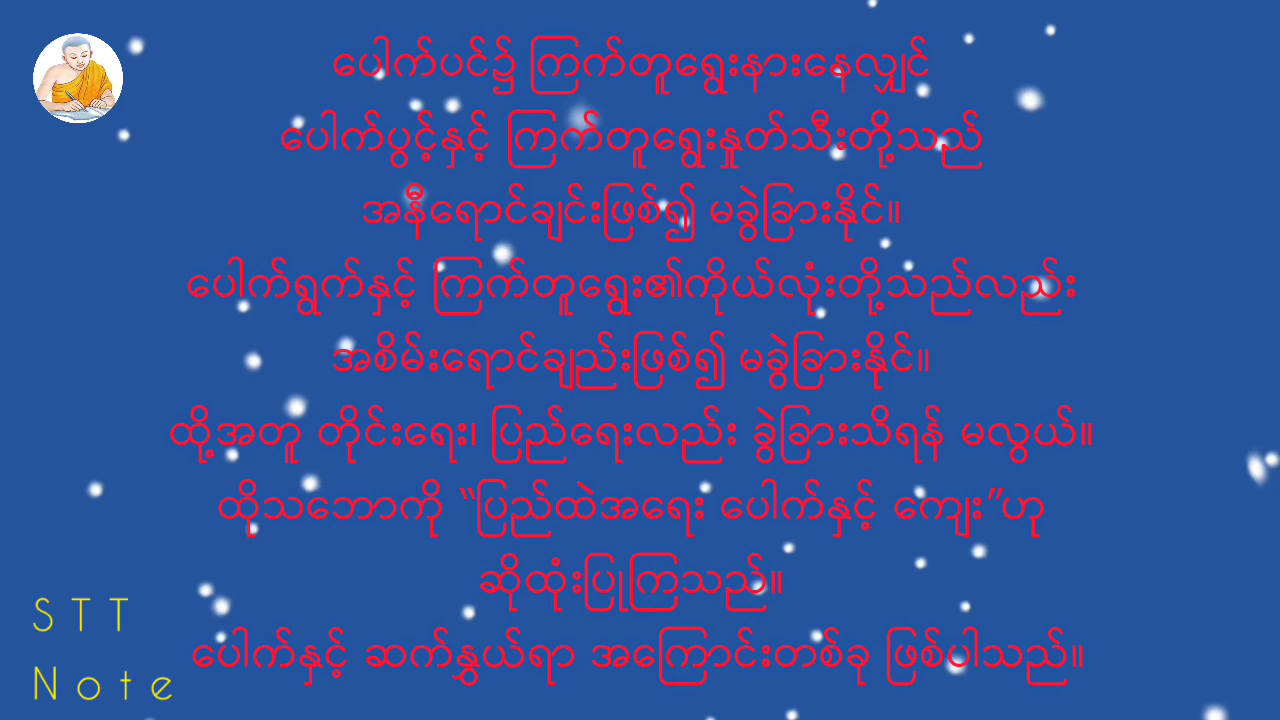 ပေါက်ပင်၌ ကြက်တူရွေးနားနေလျှင်
ပေါက်ပွင့်နှင့် ကြက်တူရွေးနှုတ်သီးတို့သည်
အနီရောင်ချင်းဖြစ်၍ မခွဲခြားနိုင်။
ပေါက်ရွက်နှင့် ကြက်တူရွေး၏ကိုယ်လုံးတို့သည်လည်း
အစိမ်းရောင်ချည်းဖြစ်၍ မခွဲခြားနိုင်။
ထို့အတူ တိုင်းရေး၊ ပြည်ရေးလည်း ခွဲခြားသိရန် မလွယ်။
ထိုသဘောကို “ပြည်ထဲအရေး ပေါက်နှင့် ကျေး”ဟု
ဆိုထုံးပြုကြသည်။
ပေါက်နှင့် ဆက်နွှယ်ရာ အကြောင်းတစ်ခု ဖြစ်ပါသည်။
STT
Note